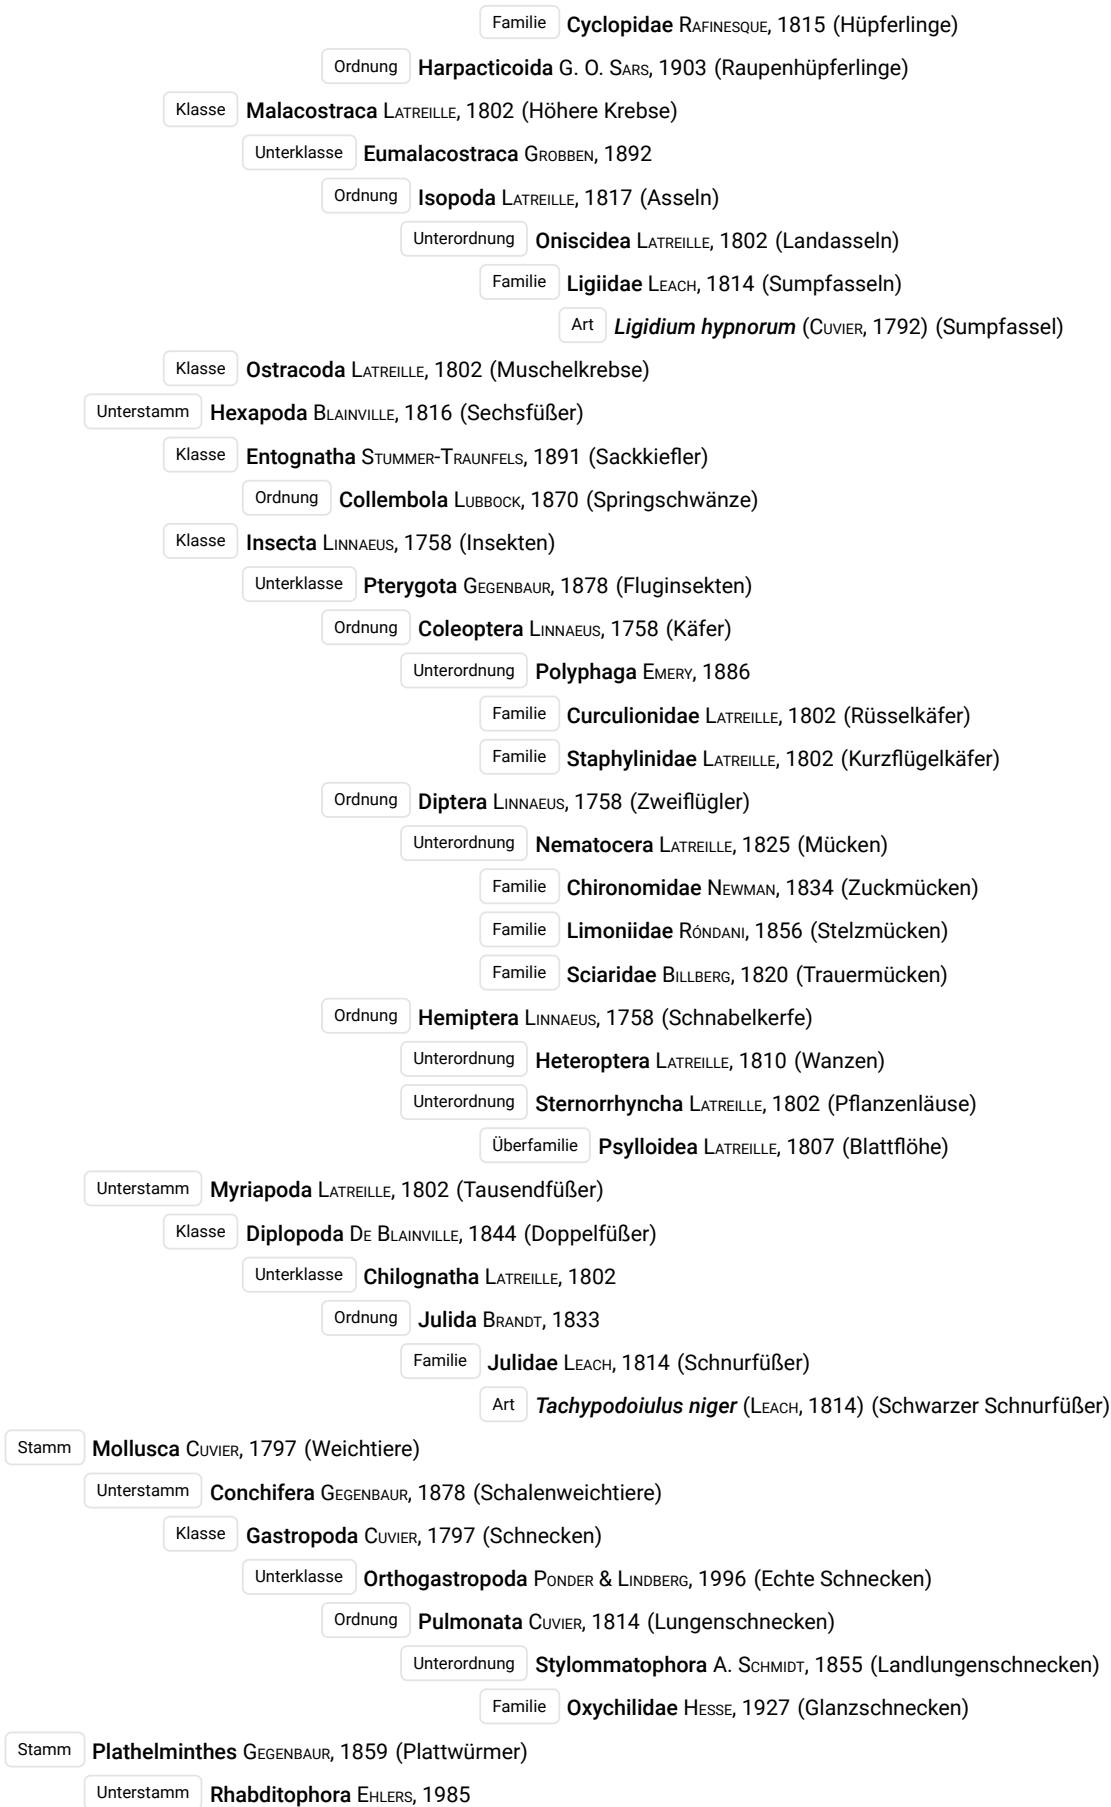 Familie Cyclopidae Rafinesque, 1815 (Hüpferlinge)
Ordnung Harpacticoida G. O. Sars, 1903 (Raupenhüpferlinge)
Klasse Malacostraca Latreille, 1802 (Höhere Krebse)
Unterklasse Eumalacostraca Grobben, 1892
Ordnung Isopoda Latreille, 1817 (Asseln)
Unterordnung Oniscidea Latreille, 1802 (Landasseln)
Familie Ligiidae Leach, 1814 (Sumpfasseln)
Art Ligidium hypnorum (Cuvier, 1792) (Sumpfassel)
Klasse Ostracoda Latreille, 1802 (Muschelkrebse)
Unterstamm Hexapoda Blainville, 1816 (Sechsfüßer)
Klasse Entognatha Stummer-Traunfels, 1891 (Sackkiefler)
Ordnung Collembola Lubbock, 1870 (Springschwänze)
Klasse Insecta Linnaeus, 1758 (Insekten)
Unterklasse Pterygota Gegenbaur, 1878 (Fluginsekten)
Ordnung Coleoptera Linnaeus, 1758 (Käfer)
Unterordnung Polyphaga Emery, 1886
Familie Curculionidae Latreille, 1802 (Rüsselkäfer)
Familie Staphylinidae Latreille, 1802 (Kurzflügelkäfer)
Ordnung Diptera Linnaeus, 1758 (Zweiflügler)
Unterordnung Nematocera Latreille, 1825 (Mücken)
Familie Chironomidae Newman, 1834 (Zuckmücken)
Familie Limoniidae Róndani, 1856 (Stelzmücken)
Familie Sciaridae Billberg, 1820 (Trauermücken)
Ordnung Hemiptera Linnaeus, 1758 (Schnabelkerfe)
Unterordnung Heteroptera Latreille, 1810 (Wanzen)
Unterordnung Sternorrhyncha Latreille, 1802 (Pflanzenläuse)
Überfamilie Psylloidea Latreille, 1807 (Blattflöhe)
Unterstamm Myriapoda Latreille, 1802 (Tausendfüßer)
Klasse Diplopoda De Blainville, 1844 (Doppelfüßer)
Unterklasse Chilognatha Latreille, 1802
Ordnung Julida Brandt, 1833
Familie Julidae Leach, 1814 (Schnurfüßer)
Art Tachypodoiulus niger (Leach, 1814) (Schwarzer Schnurfüßer)
Stamm Mollusca Cuvier, 1797 (Weichtiere)
Unterstamm Conchifera Gegenbaur, 1878 (Schalenweichtiere)
Klasse Gastropoda Cuvier, 1797 (Schnecken)
Unterklasse Orthogastropoda Ponder & Lindberg, 1996 (Echte Schnecken)
Ordnung Pulmonata Cuvier, 1814 (Lungenschnecken)
Unterordnung Stylommatophora A. Schmidt, 1855 (Landlungenschnecken)
Familie Oxychilidae Hesse, 1927 (Glanzschnecken)
Stamm Plathelminthes Gegenbaur, 1859 (Plattwürmer)
Unterstamm Rhabditophora Ehlers, 1985